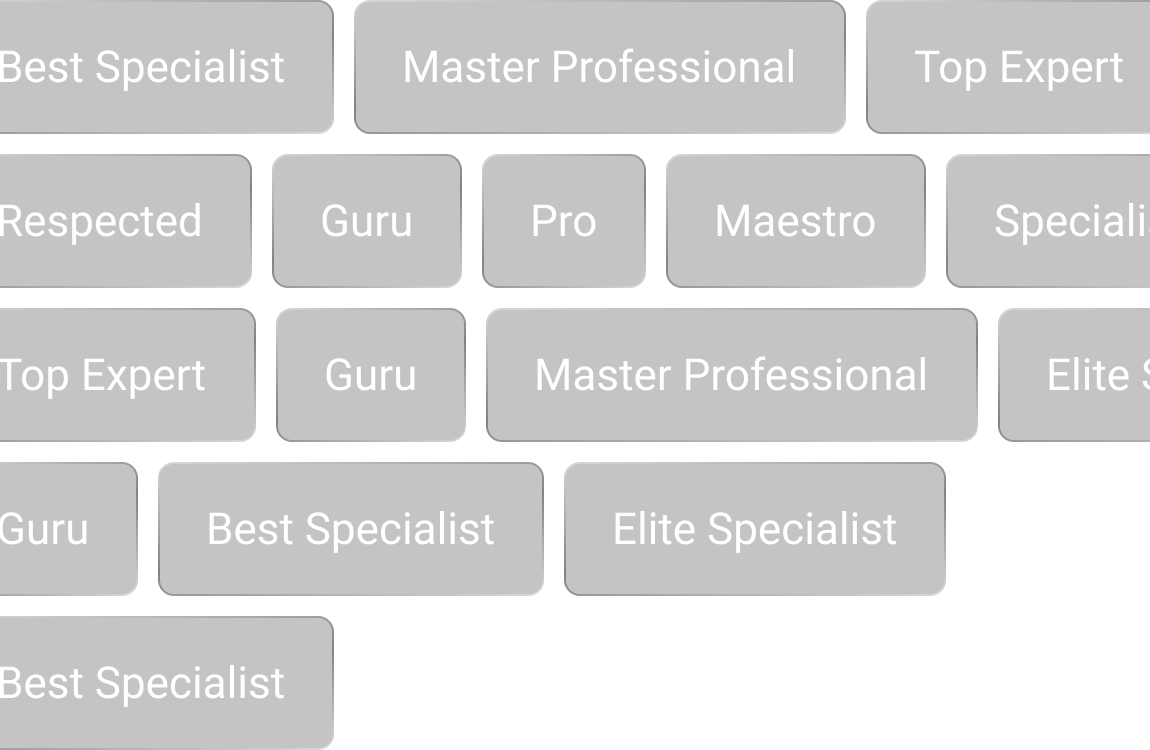 Best Specialist Master Professional Top Expert
Respected Guru Pro Maestro
Top Expert Guru Master Professional Elite
Guru Best Specialist Elite Specialist
Best Specialist